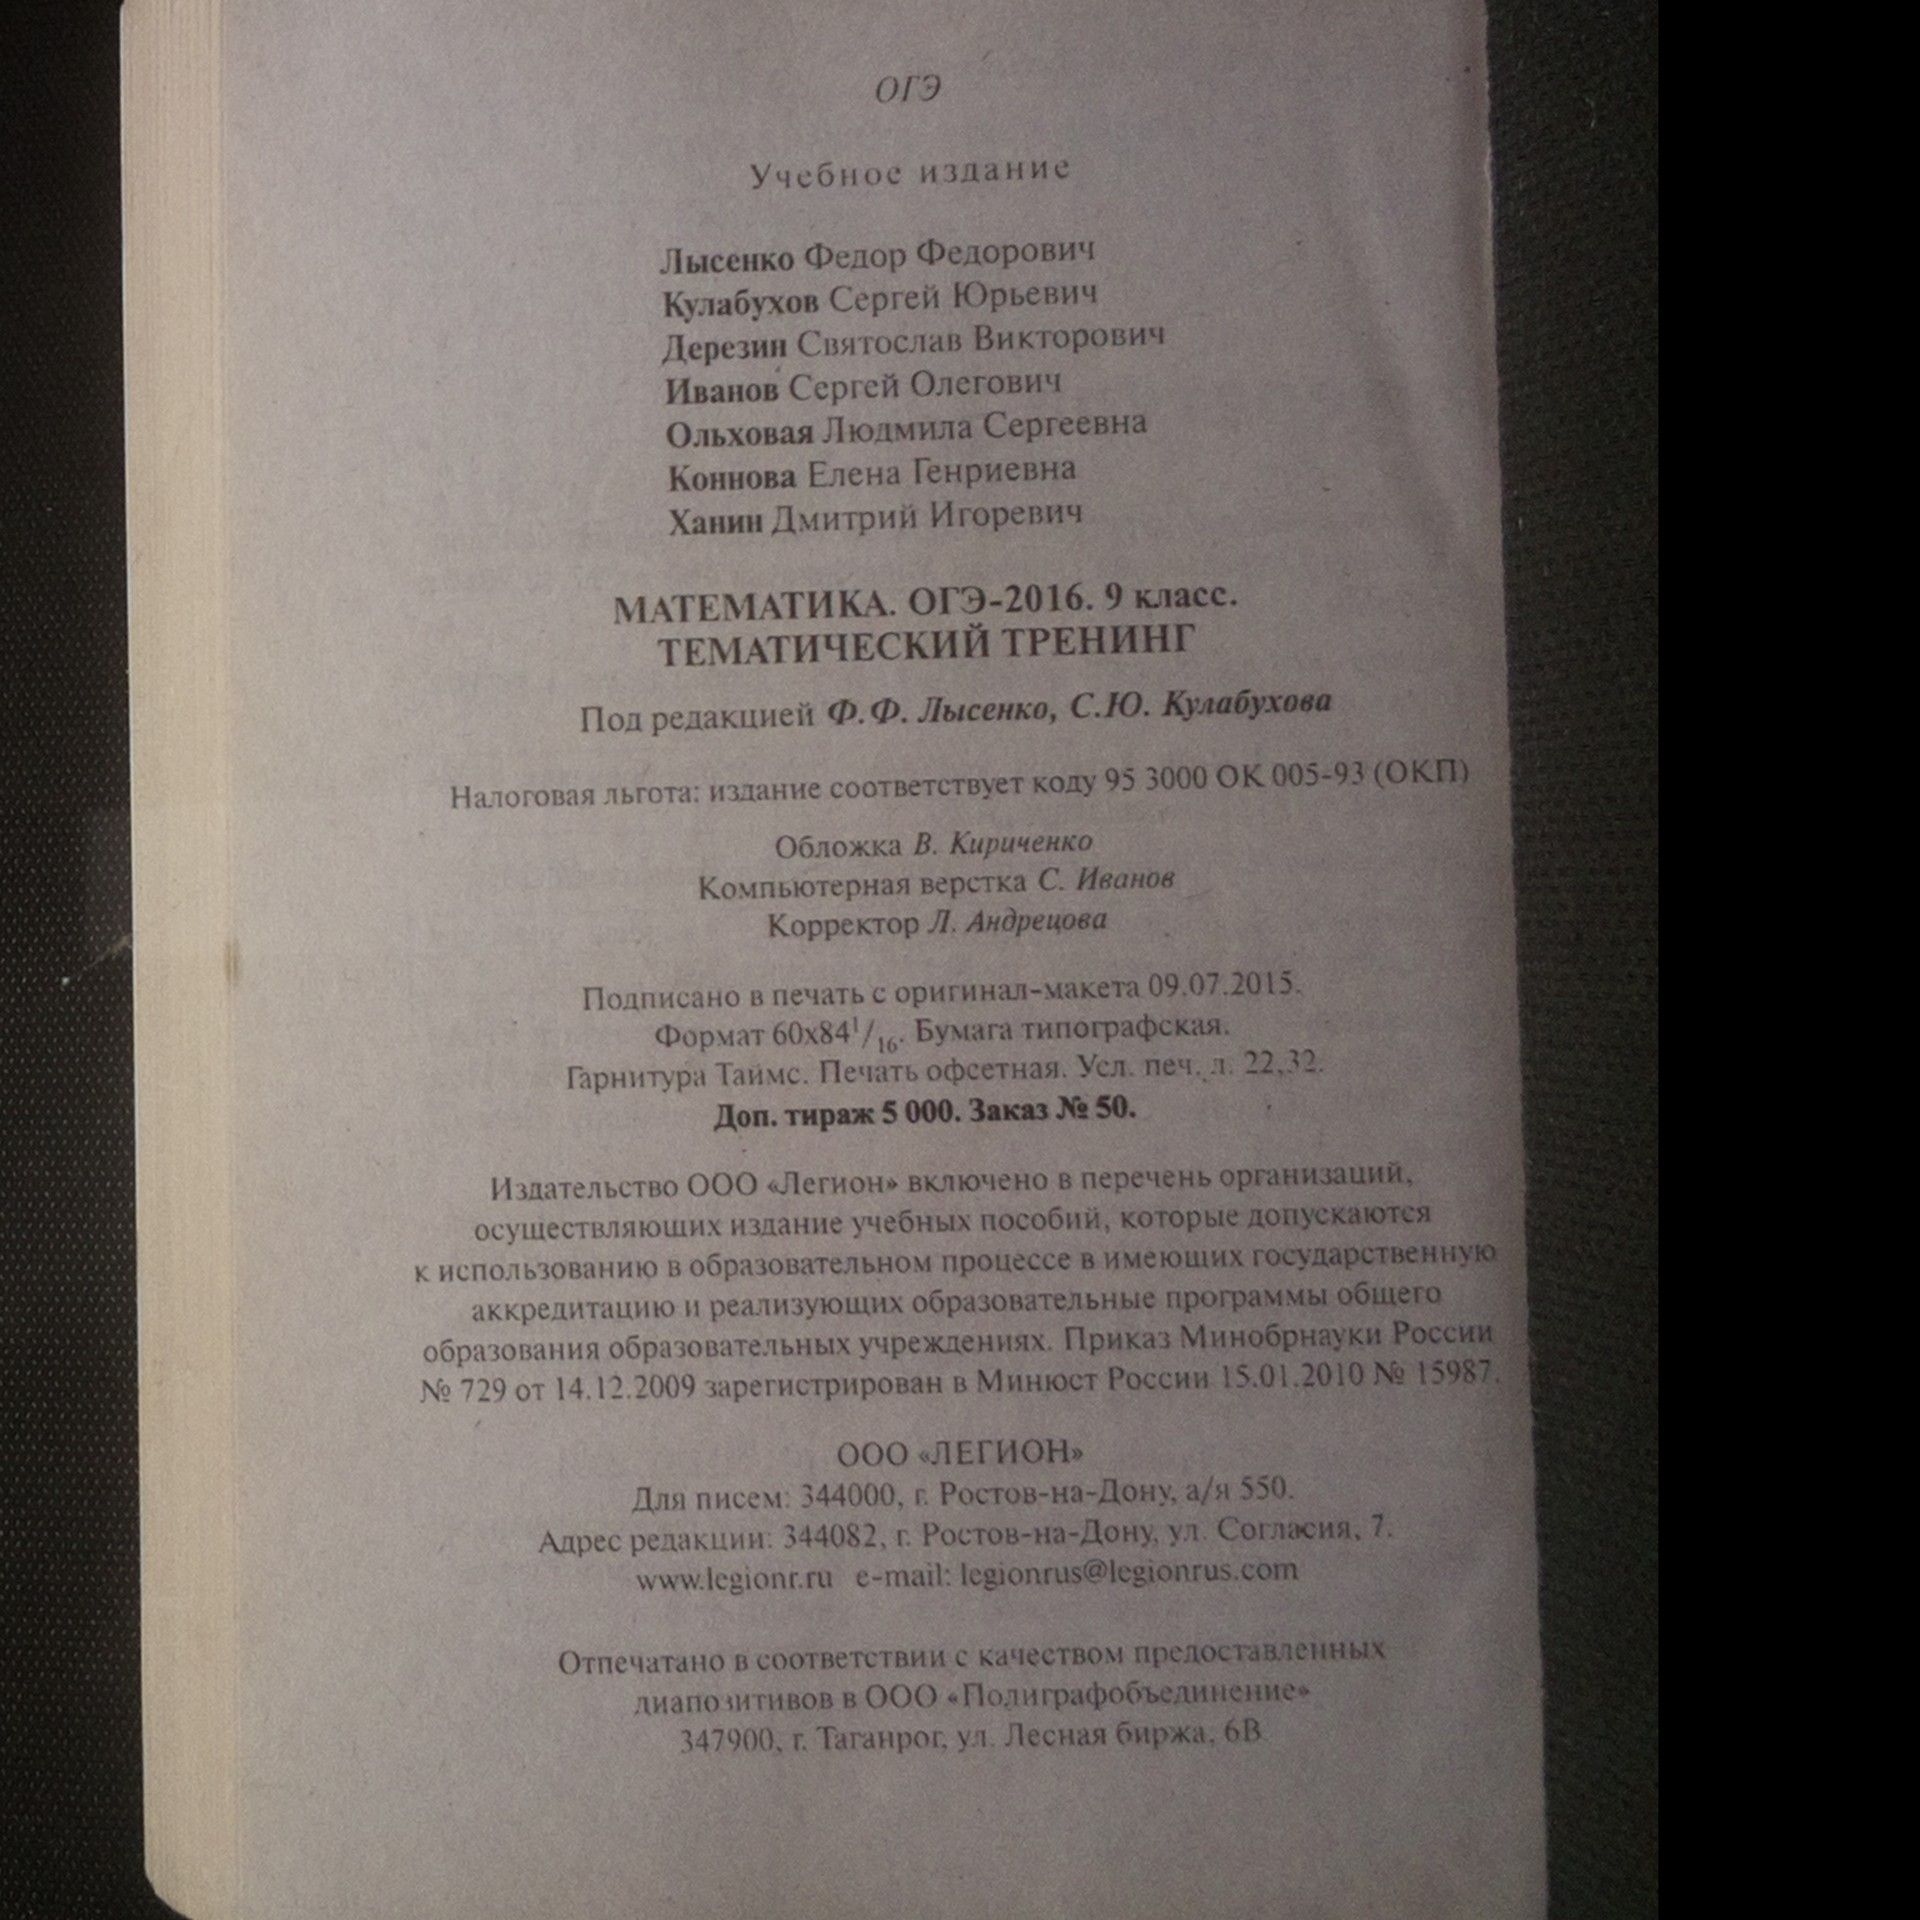 ОГЭ
Учебное издание
Лысенко Федор Федорович
Кулабухов Сергей Юрьевич
Дерезин Святослав Викторович
Иванов Сергей Олегович
Ольховая Людмила Сергеевна
Коннова Елена Генриевна
Ханин Дмитрий Игоревич
МАТЕМАТИКА. ОГЭ-2016. 9 класс.
ТЕМАТИЧЕСКИЙ ТРЕНИНГ
Под редакцией Ф.Ф. Лысенко, С.Ю. Кулабухова
Налоговая льгота: издание соответствует коду 95 3000 ОК 005-93 (ОКП)
Обложка В. Кириченко
Компьютерная верстка С. Иванов
Корректор Л. Андрецова
Подписано в печать с оригинал-макета 09.07.2015.
Формат 60х84¹/₁₆. Бумага типографская.
Гарнитура Таймс. Печать офсетная. Усл. печ. л. 22,32.
Доп. тираж 5 000. Заказ № 50.
Издательство ООО «Легион» включено в перечень организаций,
осуществляющих издание учебных пособий, которые допускаются
к использованию в образовательном процессе в имеющих государственную
аккредитацию и реализующих образовательные программы общего
образования образовательных учреждениях. Приказ Минобрнауки России
№ 729 от 14.12.2009 зарегистрирован в Минюст России 15.01.2010 № 15987.
ООО «ЛЕГИОН»
Для писем: 344000, г. Ростов-на-Дону, а/я 550.
Адрес редакции: 344082, г. Ростов-на-Дону, ул. Согласия, 7.
www.legionr.ru e-mail: legionrus@legionrus.com
Отпечатано в соответствии с качеством предоставленных
диапозитивов в ООО «Полиграфобъединение»
347900, г. Таганрог, ул. Лесная биржа, 6В